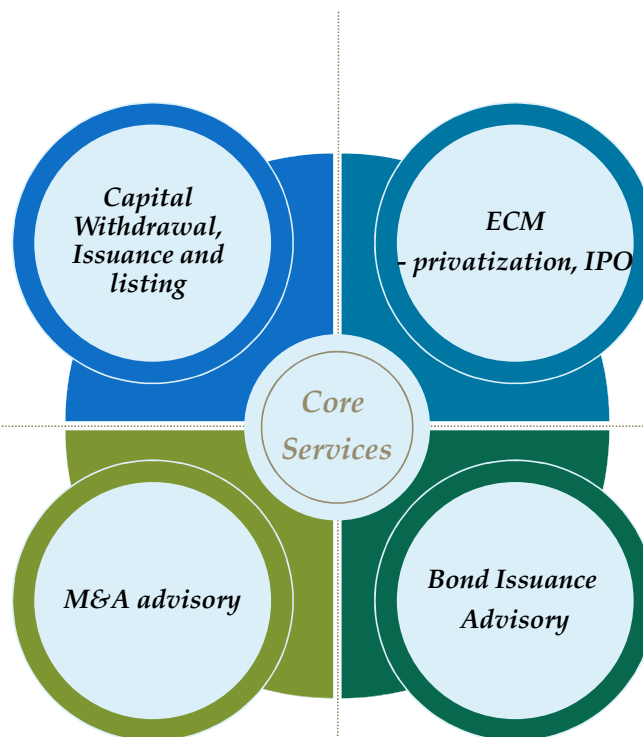 Capital
Withdrawal,
Issuance and
listing
ECM
- privatization, IPO
Core
Services
M&A advisory
Bond Issuance
Advisory